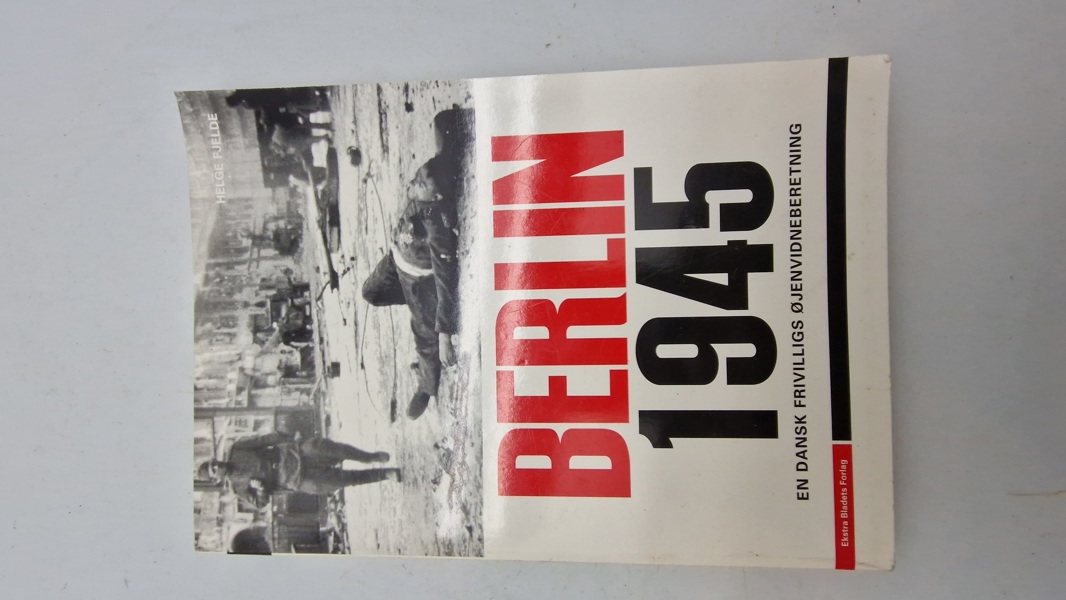 HELGE FJELDE
BERLIN
1945
EN DANSK FRIVILLIGS ØJENVIDNEBERETNING
Ekstra Bladets Forlag